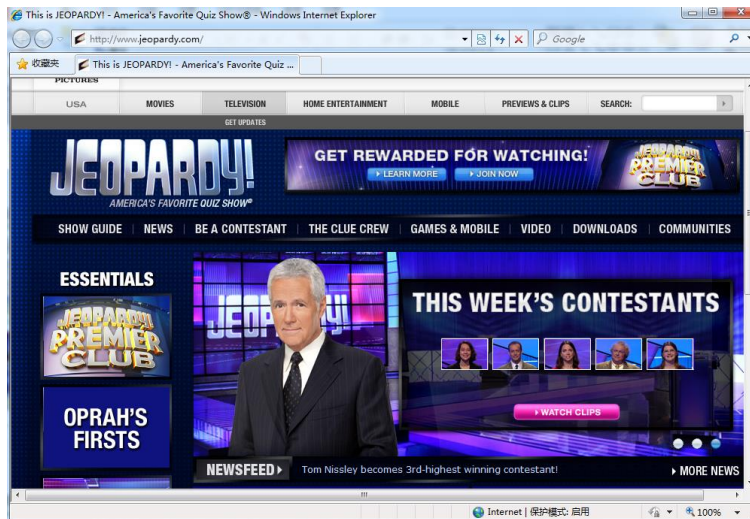 This is JEOPARDY! - America's Favorite Quiz Show® - Windows Internet Explorer
http://www.jeopardy.com/
Google
收藏夹
This is JEOPARDY! - America's Favorite Quiz ...
PICTURES
USA MOVIES TELEVISION HOME ENTERTAINMENT MOBILE PREVIEWS & CLIPS SEARCH:
GET UPDATES
JEOPARDY!
AMERICA'S FAVORITE QUIZ SHOW®
GET REWARDED FOR WATCHING!
LEARN MORE JOIN NOW
JEOPARDY!
PREMIER
CLUB
SHOW GUIDE NEWS BE A CONTESTANT THE CLUE CREW GAMES & MOBILE VIDEO DOWNLOADS COMMUNITIES
ESSENTIALS
JEOPARDY!
PREMIER
CLUB
OPRAH'S
FIRSTS
THIS WEEK'S CONTESTANTS
WATCH CLIPS
NEWSFEED Tom Nissley becomes 3rd-highest winning contestant! MORE NEWS
Internet | 保护模式: 启用
100%